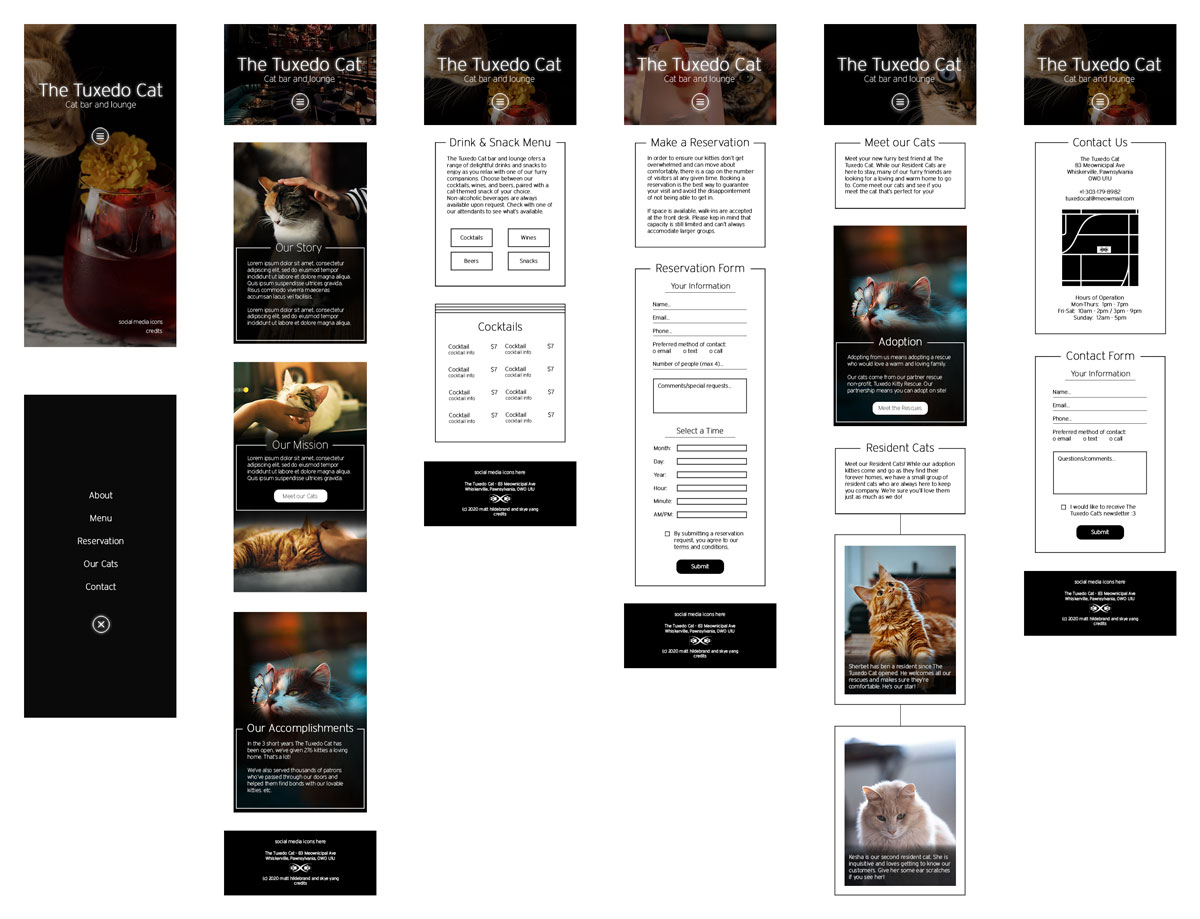 The Tuxedo Cat
Cat bar and lounge
social media icons
credits
About
Menu
Reservation
Our Cats
Contact
The Tuxedo Cat
Cat bar and lounge
Our Story
Lorem ipsum dolor sit amet, consectetur
adipiscing elit, sed do eiusmod tempor
incididunt ut labore et dolore magna aliqua.
Quis ipsum suspendisse ultrices gravida.
Risus commodo viverra maecenas
accumsan lacus vel facilisis.
Lorem ipsum dolor sit amet, consectetur
adipiscing elit, sed do eiusmod tempor
incididunt ut labore et dolore magna aliqua.
Our Mission
Lorem ipsum dolor sit amet, consectetur
adipiscing elit, sed do eiusmod tempor
incididunt ut labore et dolore magna aliqua.
Quis ipsum suspendisse ultrices gravida.
Meet our Cats
Our Accomplishments
In the 3 short years The Tuxedo Cat has
been open, we've given 276 kitties a loving
home. That's a lot!
We've also served thousands of patrons
who've passed through our doors and
helped them find bonds with our lovable
kitties, etc.
social media icons here
The Tuxedo Cat - 83 Meownicipal Ave
Whiskerville, Pawnsylvania, OWO U1U
(c) 2020 matt hildebrand and skye yang
credits
The Tuxedo Cat
Cat bar and lounge
Drink & Snack Menu
The Tuxedo Cat bar and lounge offers a
range of delightful drinks and snacks to
enjoy as you relax with one of our furry
companions. Choose between our
cocktails, wines, and beers, paired with a
cat-themed snack of your choice.
Non-alcoholic beverages are always
available upon request. Check with one of
our attendants to see what's available.
Cocktails
Wines
Beers
Snacks
Cocktails
Cocktail $7 Cocktail $7
cocktail info cocktail info
Cocktail $7 Cocktail $7
cocktail info cocktail info
Cocktail $7 Cocktail $7
cocktail info cocktail info
Cocktail $7 Cocktail $7
cocktail info cocktail info
social media icons here
The Tuxedo Cat - 83 Meownicipal Ave
Whiskerville, Pawnsylvania, OWO U1U
(c) 2020 matt hildebrand and skye yang
credits
The Tuxedo Cat
Cat bar and lounge
Make a Reservation
In order to ensure our kitties don't get
overwhelmed and can move about
comfortably, there is a cap on the number
of visitors at any given time. Booking a
reservation is the best way to guarantee
your visit and avoid the disappointement
of not being able to get in.
If space is available, walk-ins are accepted
at the front desk. Please kep in mind that
capacity is still limited and can't always
accomodate larger groups.
Reservation Form
Your Information
Name...
Email...
Phone...
Preferred method of contact:
o email o text o call
Number of people (max 4)...
Comments/special requests...
Select a Time
Month:
Day:
Year:
Hour:
Minute:
AM/PM:
By submitting a reservation
request, you agree to our
terms and conditions.
Submit
social media icons here
The Tuxedo Cat - 83 Meownicipal Ave
Whiskerville, Pawnsylvania, OWO U1U
(c) 2020 matt hildebrand and skye yang
credits
The Tuxedo Cat
Cat bar and lounge
Meet our Cats
Meet your new furry best friend at The
Tuxedo Cat. While our Resident Cats are
here to stay, many of our furry friends are
looking for a loving and warm home to go
to. Come meet our cats and see if you
meet the cat that's perfect for you!
Adoption
Adopting from us means adopting a rescue
who would love a warm and loving family.
Our cats come from our partner rescue
non-profit, Tuxedo Kitty Rescue. Our
partnership means you can adopt on site!
Meet the Rescues
Resident Cats
Meet our Resident Cats! While our adoption
kitties come and go as they find their
forever homes, we have a small group of
resident cats who are always here to keep
you company. We're sure you'll love them
just as much as we do!
Sherbet has ben a resident since The
Tuxedo Cat opened. He welcomes all our
rescues and makes sure they're
comfortable. He's our star!
Kesha is our second resident cat. She is
inquisitive and loves getting to know our
customers. Give her some ear scratches
if you see her!
The Tuxedo Cat
Cat bar and lounge
Contact Us
The Tuxedo Cat
83 Meownicipal Ave
Whiskerville, Pawnsylvania
OWO U1U
+1-303-179-8982
tuxedocat@meowmail.com
Hours of Operation
Mon-Thurs: 1pm - 7pm
Fri-Sat: 10am - 2pm / 3pm - 9pm
Sunday: 12am - 5pm
Contact Form
Your Information
Name...
Email...
Phone...
Preferred method of contact:
o email o text o call
Questions/comments...
I would like to receive The
Tuxedo Cat's newsletter :3
Submit
social media icons here
The Tuxedo Cat - 83 Meownicipal Ave
Whiskerville, Pawnsylvania, OWO U1U
(c) 2020 matt hildebrand and skye yang
credits